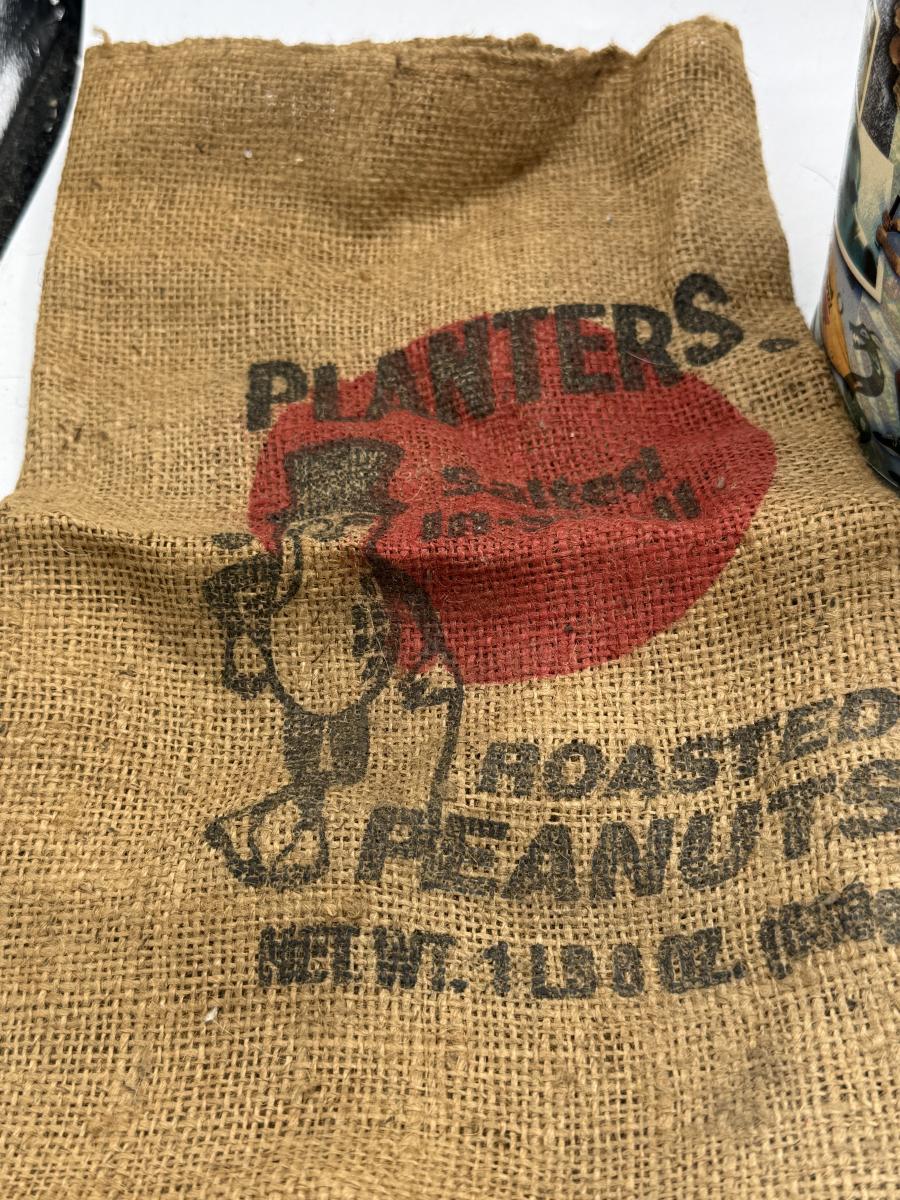 PLANTERS
Salted
In-Shell
ROASTED
PEANUTS
NET WT. 1 LB 0 OZ.